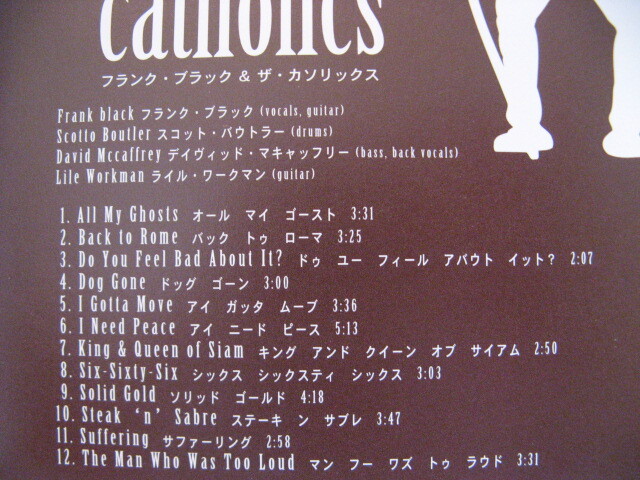 catholics
フランク・ブラック & ザ・カソリックス
Frank black フランク・ブラック (vocals, guitar)
Scotto Boutler スコット・バウトラー (drums)
David Mccaffrey デイヴィッド・マキャッフリー (bass, back vocals)
Lile Workman ライル・ワークマン (guitar)
1. All My Ghosts オール マイ ゴースト 3:31
2. Back to Rome バック トゥ ローマ 3:25
3. Do You Feel Bad About It? ドゥ ユー フィール アバウト イット? 2:07
4. Dog Gone ドッグ ゴーン 3:00
5. I Gotta Move アイ ガッタ ムーブ 3:36
6. I Need Peace アイ ニード ピース 5:13
7. King & Queen of Siam キング アンド クイーン オブ サイアム 2:50
8. Six-Sixty-Six シックス シックスティ シックス 3:03
9. Solid Gold ソリッド ゴールド 4:18
10. Steak ‘n’ Sabre ステーキ ン サブレ 3:47
11. Suffering サファーリング 2:58
12. The Man Who Was Too Loud マン フー ワズ トゥ ラウド 3:31